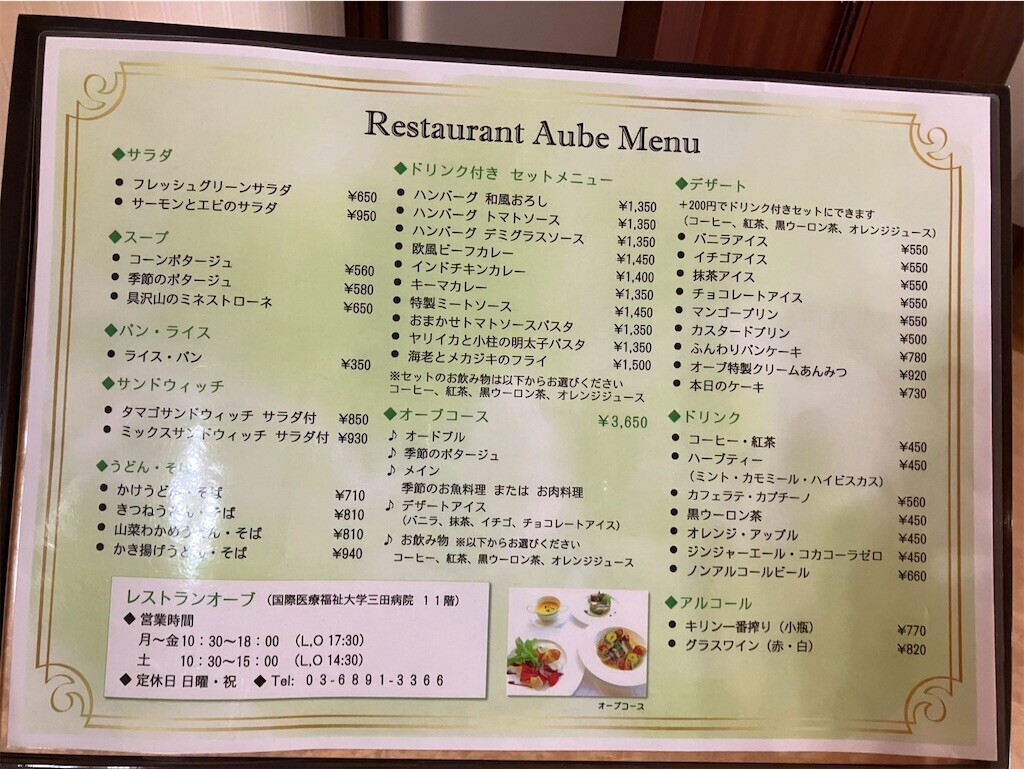 Restaurant Aube Menu
◆サラダ
● フレッシュグリーンサラダ ¥650
● サーモンとエビのサラダ ¥950
◆スープ
● コーンポタージュ ¥560
● 季節のポタージュ ¥580
● 具沢山のミネストローネ ¥650
◆パン・ライス
● ライス・パン ¥350
◆サンドウィッチ
● タマゴサンドウィッチ サラダ付 ¥850
● ミックスサンドウィッチ サラダ付 ¥930
◆うどん・そば
● かけうどん・そば ¥710
● きつねうどん・そば ¥810
● 山菜わかめうどん・そば ¥810
● かき揚げうどん・そば ¥940
◆ドリンク付き セットメニュー
● ハンバーグ 和風おろし ¥1,350
● ハンバーグ トマトソース ¥1,350
● ハンバーグ デミグラスソース ¥1,350
● 欧風ビーフカレー ¥1,450
● インドチキンカレー ¥1,400
● キーマカレー ¥1,350
● 特製ミートソース ¥1,450
● おまかせトマトソースパスタ ¥1,350
● ヤリイカと小柱の明太子パスタ ¥1,350
● 海老とメカジキのフライ ¥1,500
※セットのお飲み物は以下からお選びください
コーヒー、紅茶、黒ウーロン茶、オレンジジュース
◆オーブコース ¥3,650
♪ オードブル
♪ 季節のポタージュ
♪ メイン
季節のお魚料理 または お肉料理
♪ デザートアイス
（バニラ、抹茶、イチゴ、チョコレートアイス）
♪ お飲み物 ※以下からお選びください
コーヒー、紅茶、黒ウーロン茶、オレンジジュース
◆デザート
＋200円でドリンク付きセットにできます
（コーヒー、紅茶、黒ウーロン茶、オレンジジュース）
● バニラアイス ¥550
● イチゴアイス ¥550
● 抹茶アイス ¥550
● チョコレートアイス ¥550
● マンゴープリン ¥550
● カスタードプリン ¥500
● ふんわりパンケーキ ¥780
● オーブ特製クリームあんみつ ¥920
● 本日のケーキ ¥730
◆ドリンク
● コーヒー・紅茶 ¥450
● ハーブティー ¥450
（ミント・カモミール・ハイビスカス）
● カフェラテ・カプチーノ ¥560
● 黒ウーロン茶 ¥450
● オレンジ・アップル ¥450
● ジンジャーエール・コカコーラゼロ ¥450
● ノンアルコールビール ¥660
◆アルコール
● キリン一番搾り（小瓶） ¥770
● グラスワイン（赤・白） ¥820
レストランオーブ （国際医療福祉大学三田病院 １１階）
◆ 営業時間
月～金10：30～18：00 （L,O 17:30）
土 10：30～15：00 （L,O 14:30）
◆ 定休日 日曜・祝 ◆ Tel: ０３-６８９１-３３６６
オーブコース